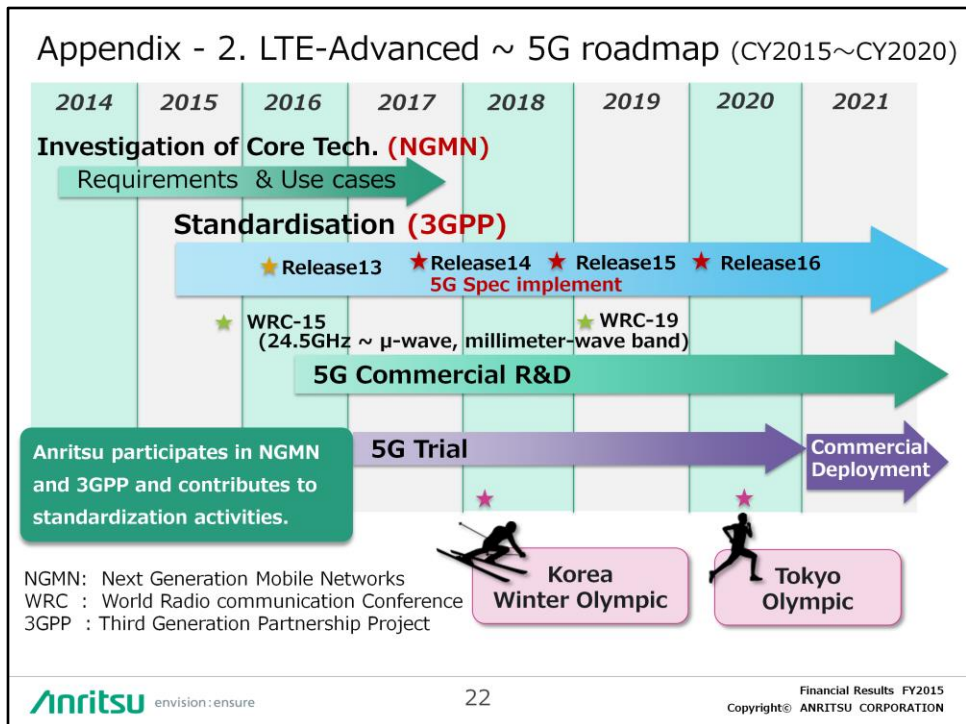 Appendix - 2. LTE-Advanced ~ 5G roadmap (CY2015～CY2020)
2014 2015 2016 2017 2018 2019 2020 2021
Investigation of Core Tech. (NGMN)
Requirements & Use cases
Standardisation (3GPP)
Release13 Release14 Release15 Release16
5G Spec implement
WRC-15 WRC-19
(24.5GHz ~ μ-wave, millimeter-wave band)
5G Commercial R&D
5G Trial
Commercial
Deployment
Anritsu participates in NGMN
and 3GPP and contributes to
standardization activities.
Korea
Winter Olympic
Tokyo
Olympic
NGMN: Next Generation Mobile Networks
WRC : World Radio communication Conference
3GPP : Third Generation Partnership Project
Anritsu envision:ensure
22
Financial Results FY2015
Copyright© ANRITSU CORPORATION